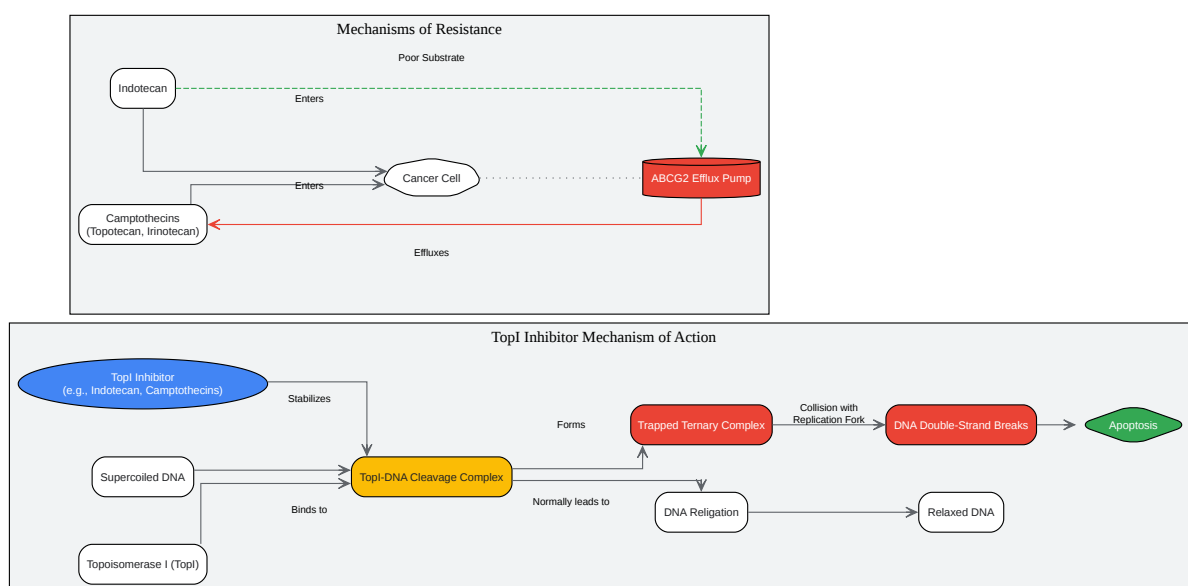 Mechanisms of Resistance
Poor Substrate
Indotecan
Enters
Cancer Cell
ABCG2 Efflux Pump
Enters
Camptothecins
(Topotecan, Irinotecan)
Effluxes
TopI Inhibitor Mechanism of Action
TopI Inhibitor
(e.g., Indotecan, Camptothecins)
Stabilizes
Forms
Trapped Ternary Complex
Collision with
Replication Fork
DNA Double-Strand Breaks
Apoptosis
Supercoiled DNA
TopI-DNA Cleavage Complex
Binds to
Normally leads to
DNA Religation
Relaxed DNA
Topoisomerase I (TopI)